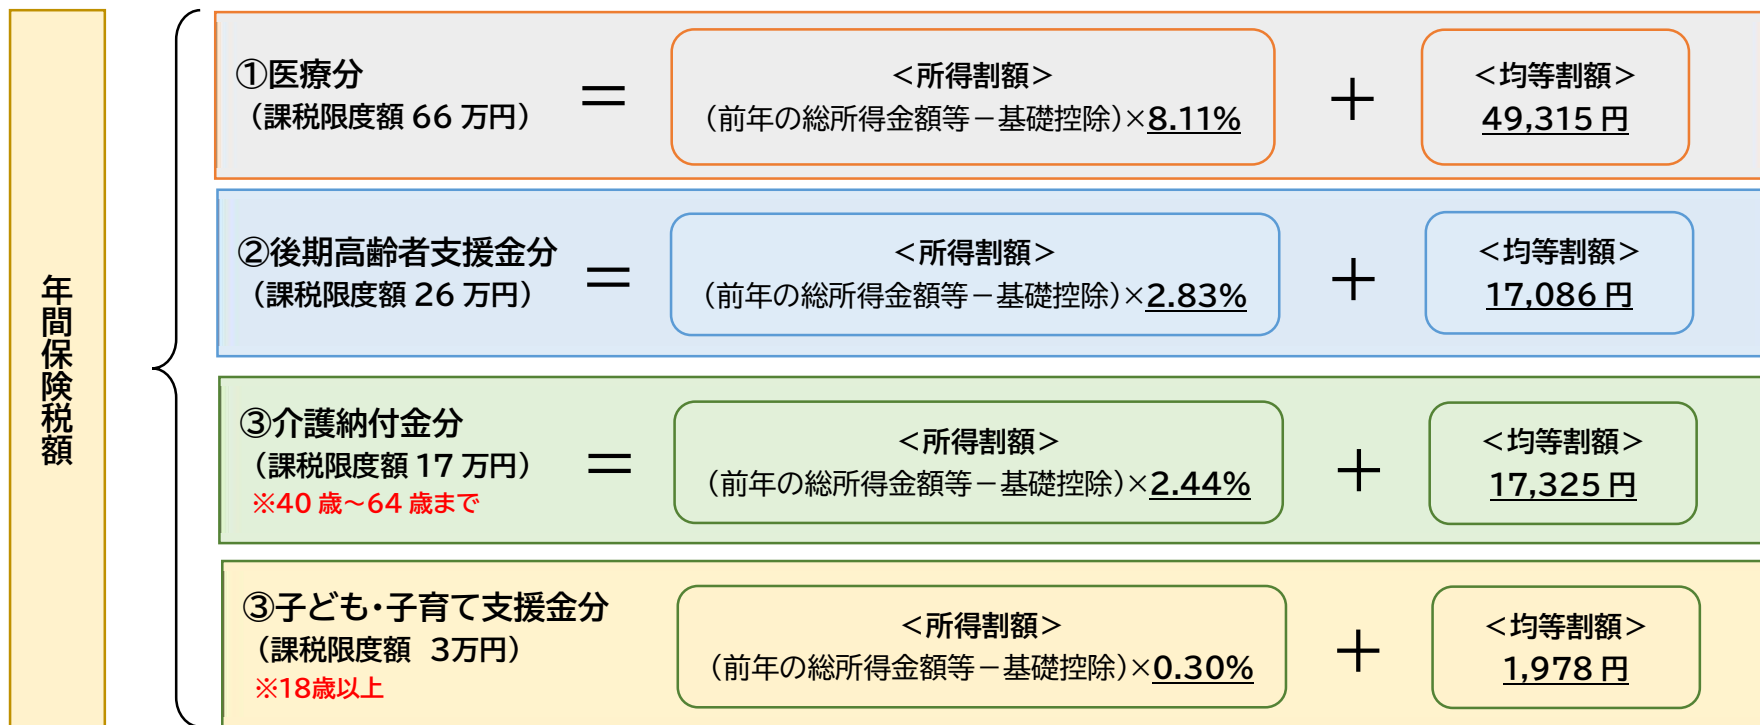 年間保険税額
①医療分
（課税限度額 66 万円）
＝
＜所得割額＞
（前年の総所得金額等－基礎控除）×8.11%
＋
＜均等割額＞
49,315 円
②後期高齢者支援金分
（課税限度額 26 万円）
＝
＜所得割額＞
（前年の総所得金額等－基礎控除）×2.83%
＋
＜均等割額＞
17,086 円
③介護納付金分
（課税限度額 17 万円）
※40 歳～64 歳まで
＝
＜所得割額＞
（前年の総所得金額等－基礎控除）×2.44%
＋
＜均等割額＞
17,325 円
③子ども・子育て支援金分
（課税限度額 3万円）
※18歳以上
＜所得割額＞
（前年の総所得金額等－基礎控除）×0.30%
＋
＜均等割額＞
1,978 円